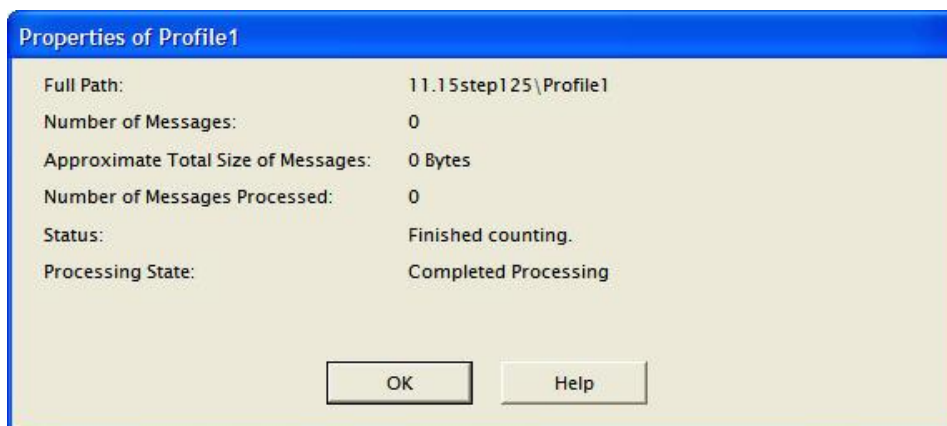 Properties of Profile1
Full Path: 11.15step125\Profile1
Number of Messages: 0
Approximate Total Size of Messages: 0 Bytes
Number of Messages Processed: 0
Status: Finished counting.
Processing State: Completed Processing
OK Help